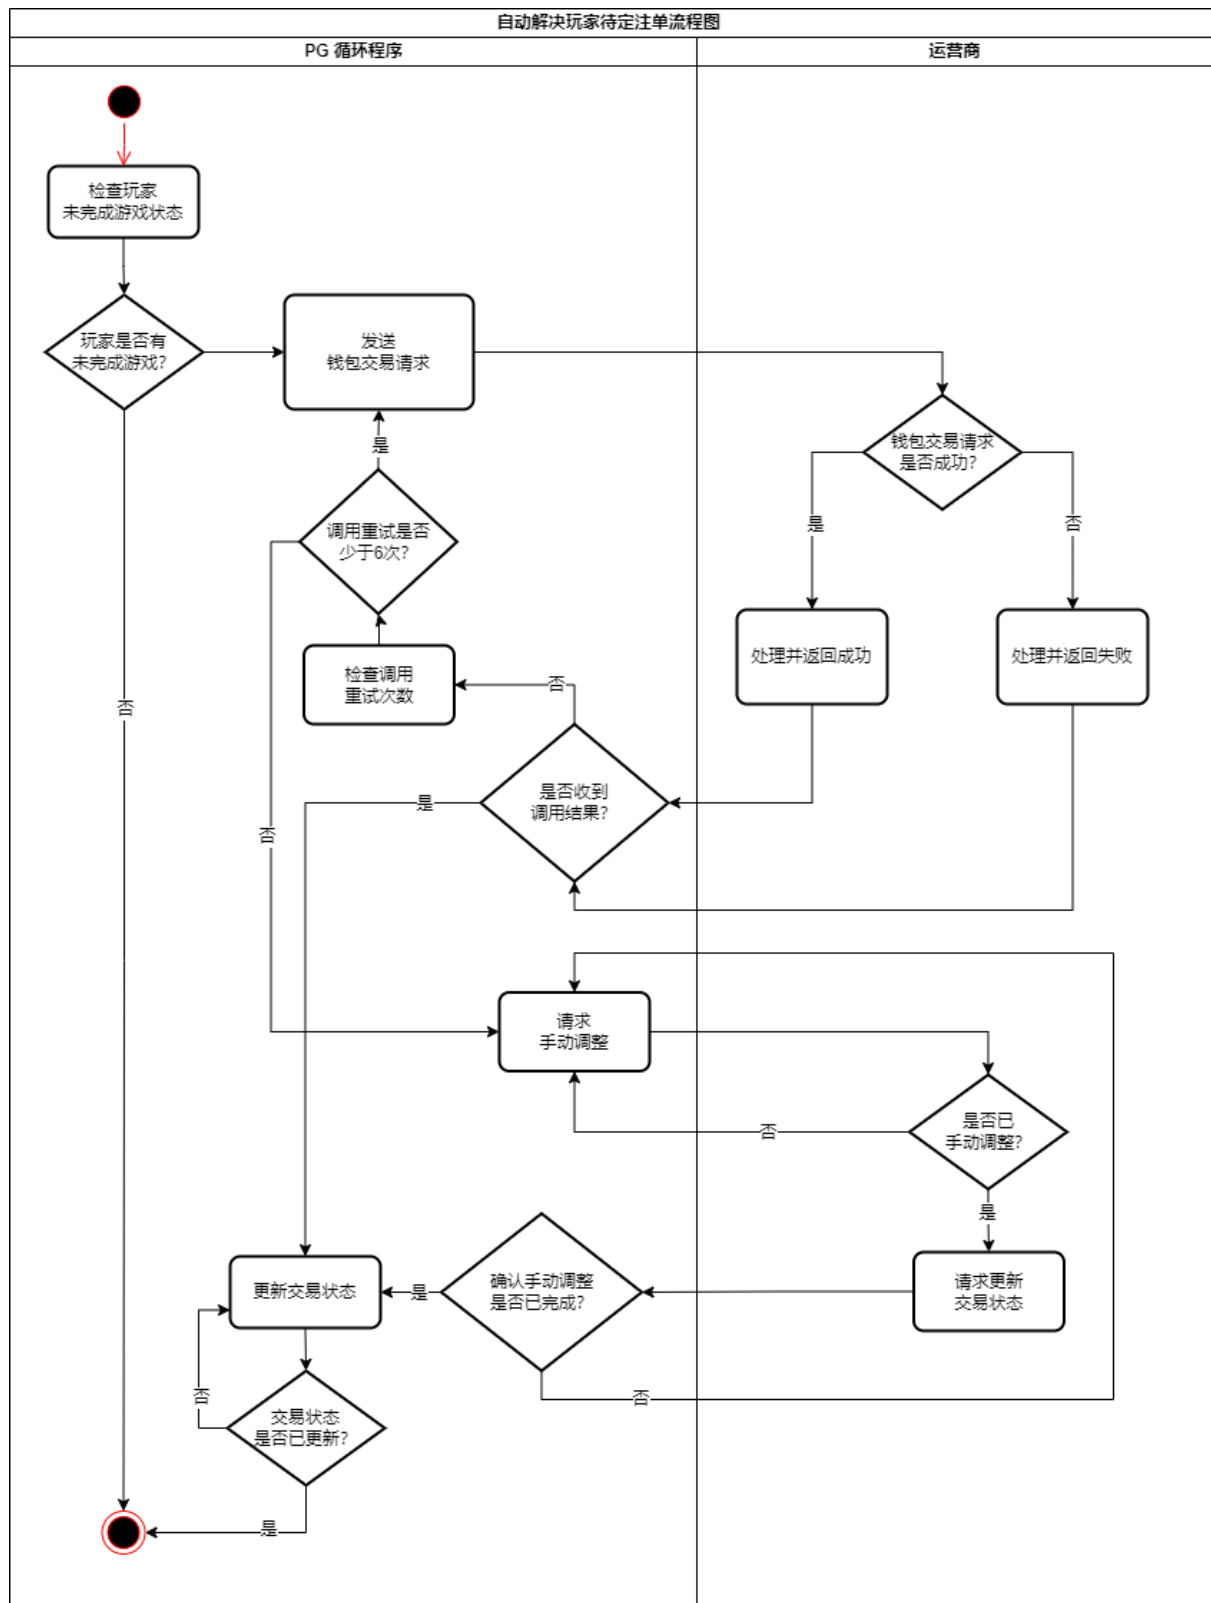 自动解决玩家待定注单流程图
PG 循环程序
运营商
检查玩家
未完成游戏状态
玩家是否有
未完成游戏?
发送
钱包交易请求
钱包交易请求
是否成功?
是
是
否
调用重试是否
少于6次?
处理并返回成功
处理并返回失败
检查调用
重试次数
否
否
是否收到
调用结果?
是
否
请求
手动调整
是否已
手动调整?
否
是
更新交易状态
是
确认手动调整
是否已完成?
请求更新
交易状态
否
否
交易状态
是否已更新?
是